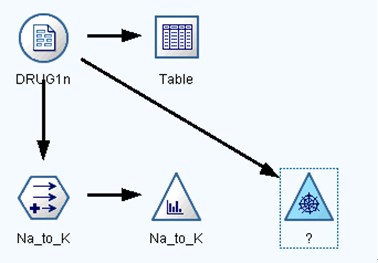 DRUG1n
Table
Na_to_K
Na_to_K
?